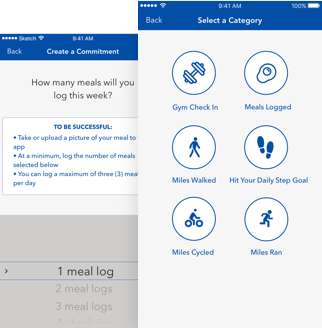 Sketch 9:41 AM
Back Create a Commitment
How many meals will you
log this week?
TO BE SUCCESSFUL:
• Take or upload a picture of your meal to
app
• At a minimum, log the number of meals
selected below
• You can log a maximum of three (3)
per day
1 meal log
2 meal logs
3 meal logs
9:41 AM 100%
Back Select a Category
Gym Check In Meals Logged
Miles Walked Hit Your Daily Step Goal
Miles Cycled Miles Ran